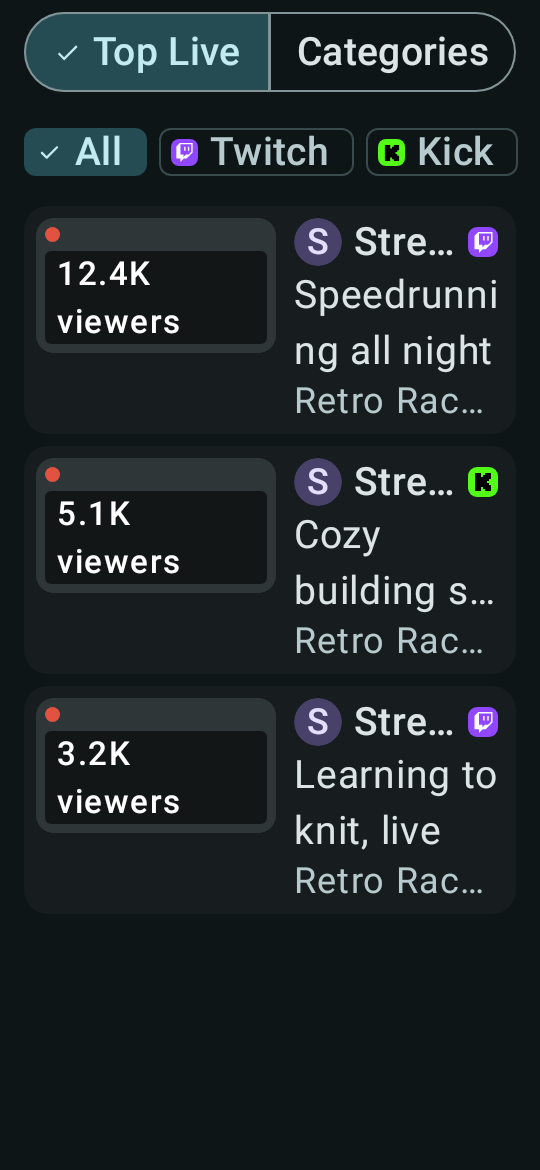 Top Live
Categories
All
Twitch
Kick
12.4K
viewers
S
Stre…
Speedrunni
ng all night
Retro Rac…
5.1K
viewers
S
Stre…
Cozy
building s…
Retro Rac…
3.2K
viewers
S
Stre…
Learning to
knit, live
Retro Rac…